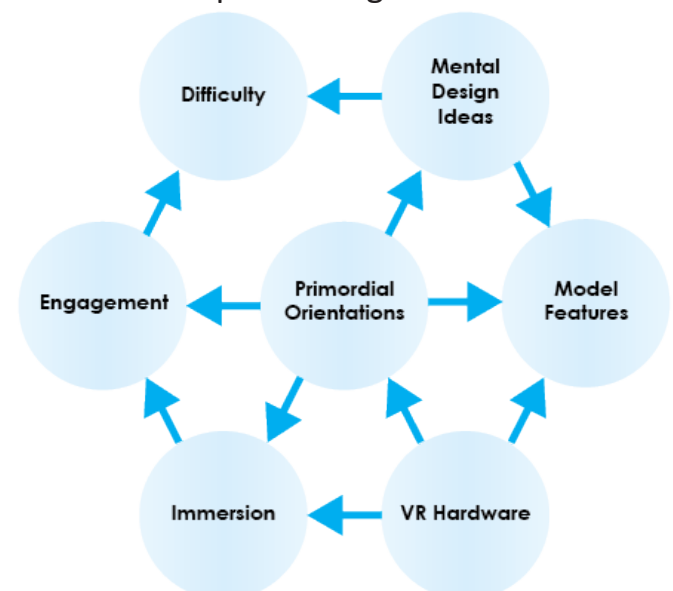 Difficulty
Mental
Design
Ideas
Engagement
Primordial
Orientations
Model
Features
Immersion
VR Hardware